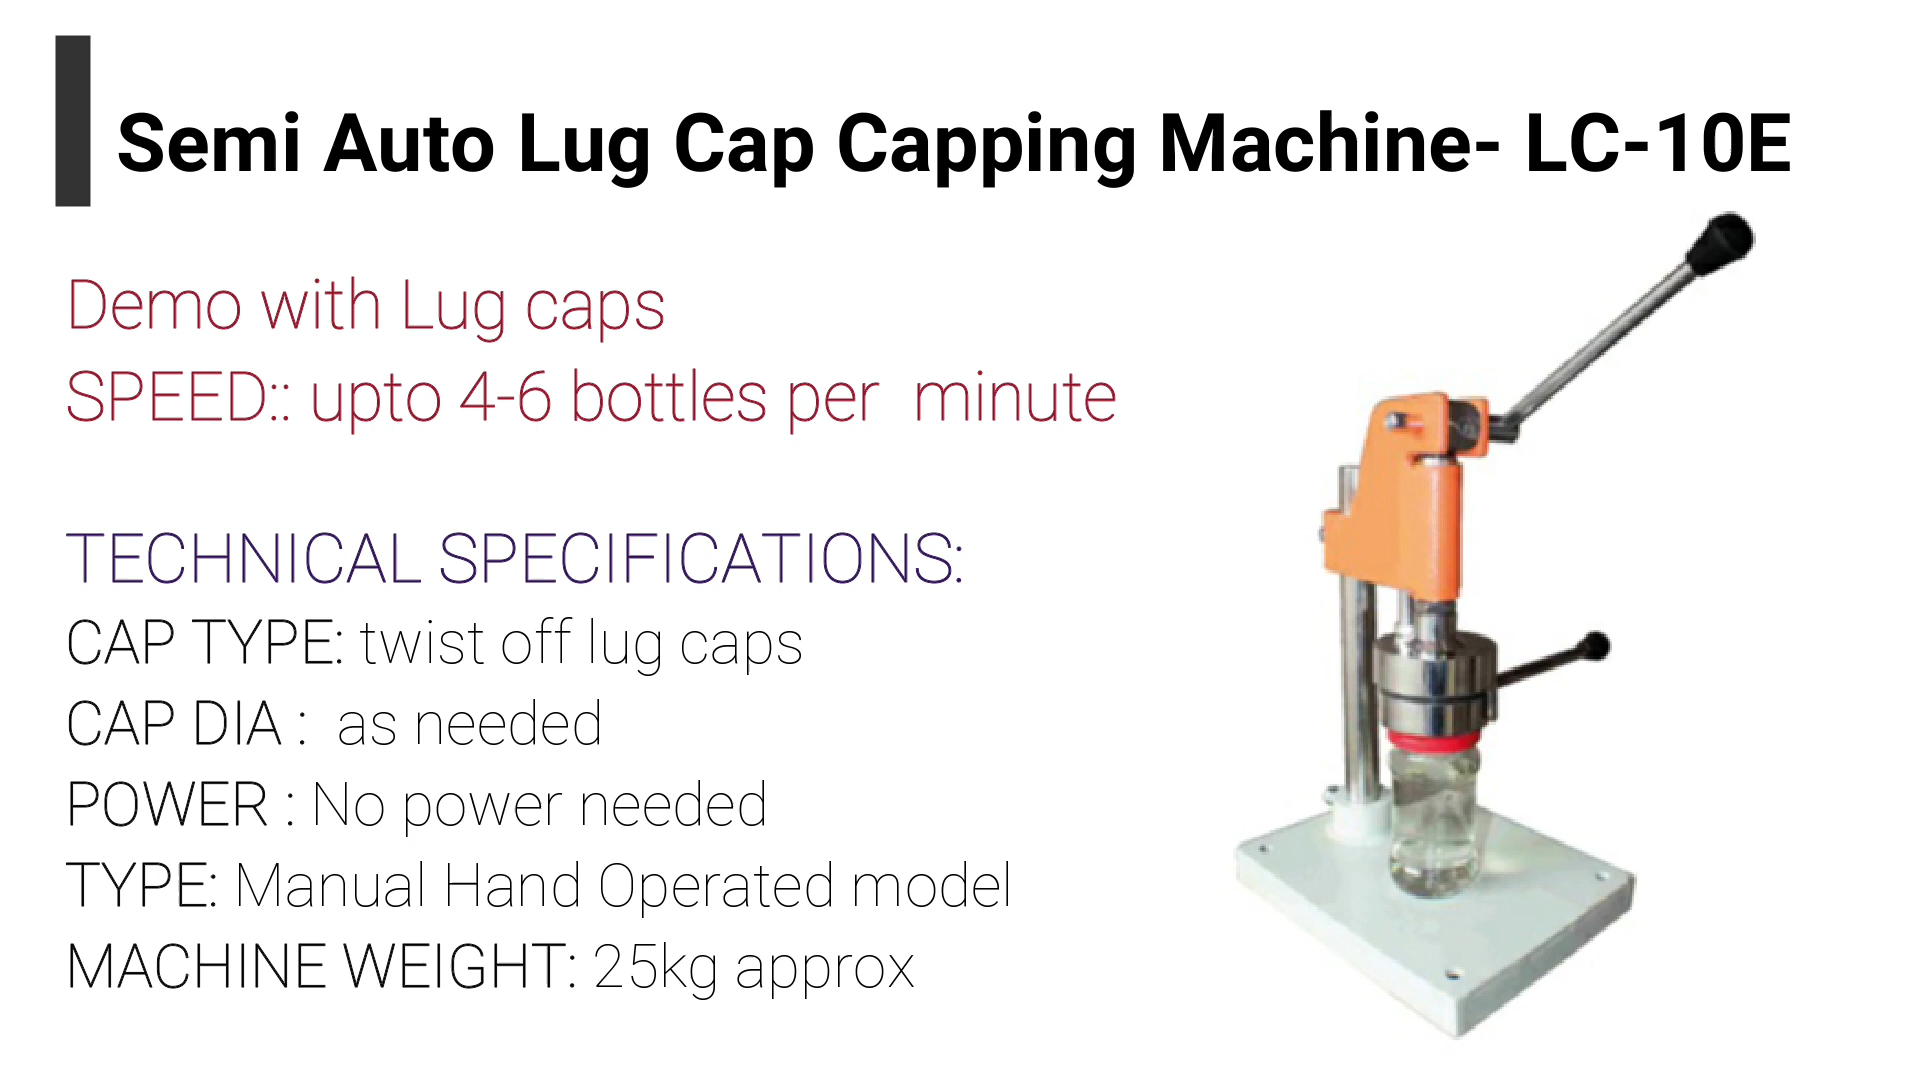 Semi Auto Lug Cap Capping Machine- LC-10E
Demo with Lug caps
SPEED:: upto 4-6 bottles per  minute
TECHNICAL SPECIFICATIONS:
CAP TYPE: twist off lug caps
CAP DIA :  as needed
POWER : No power needed
TYPE: Manual Hand Operated model
MACHINE WEIGHT: 25kg approx